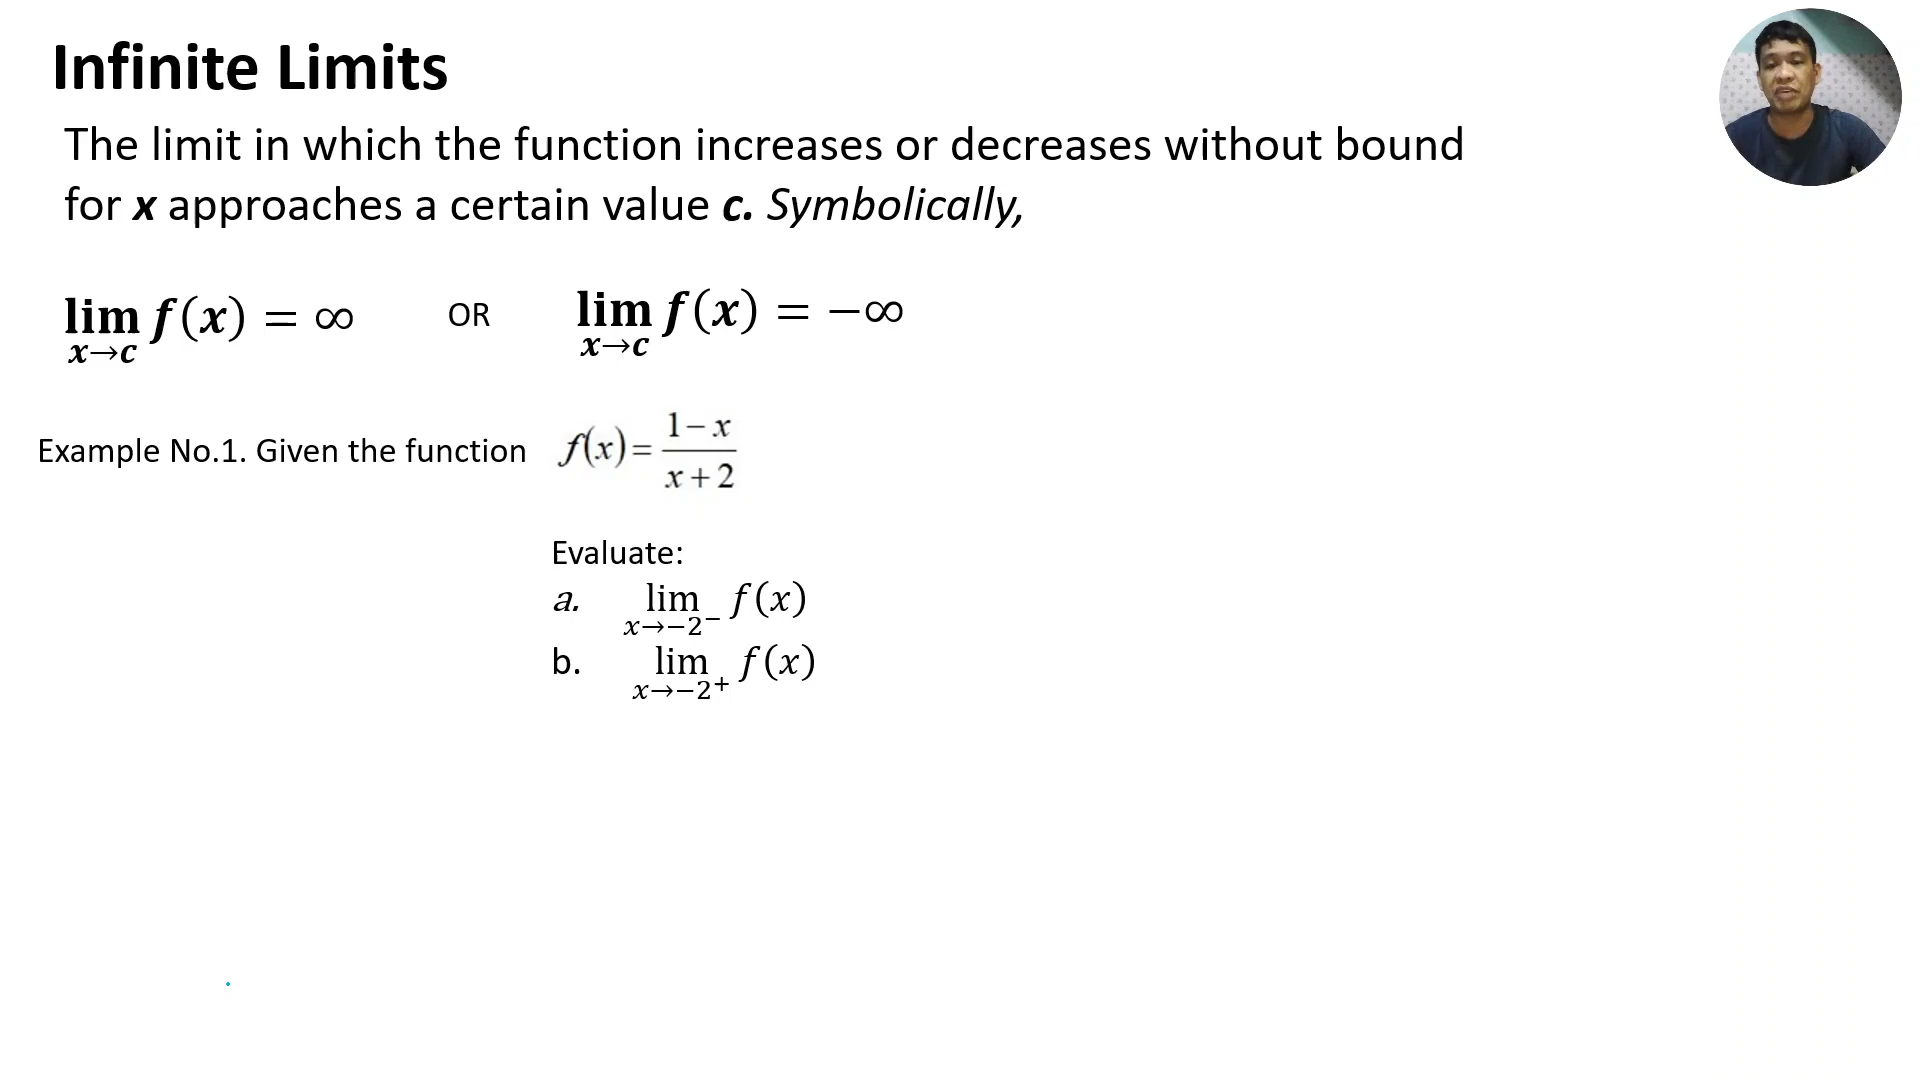 Infinite Limits
The limit in which the function increases or decreases without bound
for x approaches a certain value c. Symbolically,
lim f(x) = ∞ OR lim f(x) = −∞
x→c x→c
Example No.1. Given the function f(x)= 1−x
x+2
Evaluate:
a. lim f(x)
x→−2⁻
b. lim f(x)
x→−2⁺